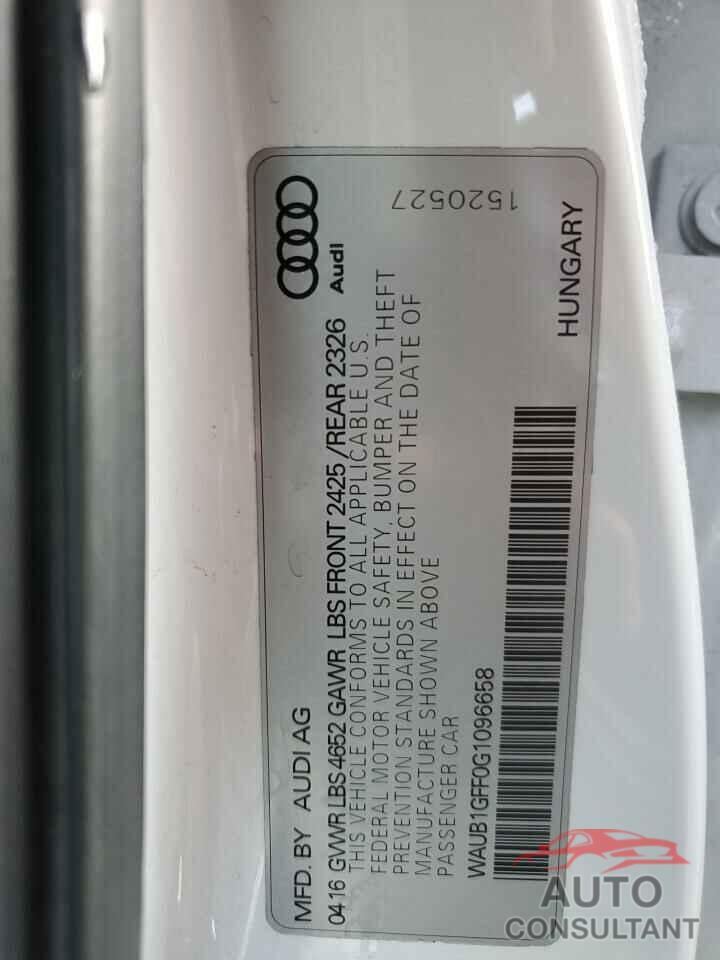 MFD. BY AUDI AG
Audi
04 16 GVWR LBS 4652 GAWR LBS FRONT 2425 /REAR 2326
THIS VEHICLE CONFORMS TO ALL APPLICABLE U.S.
FEDERAL MOTOR VEHICLE SAFETY, BUMPER AND THEFT
PREVENTION STANDARDS IN EFFECT ON THE DATE OF
MANUFACTURE SHOWN ABOVE
PASSENGER CAR
1520527
WAUB1GFF0G1096658
HUNGARY
AUTO
CONSULTANT